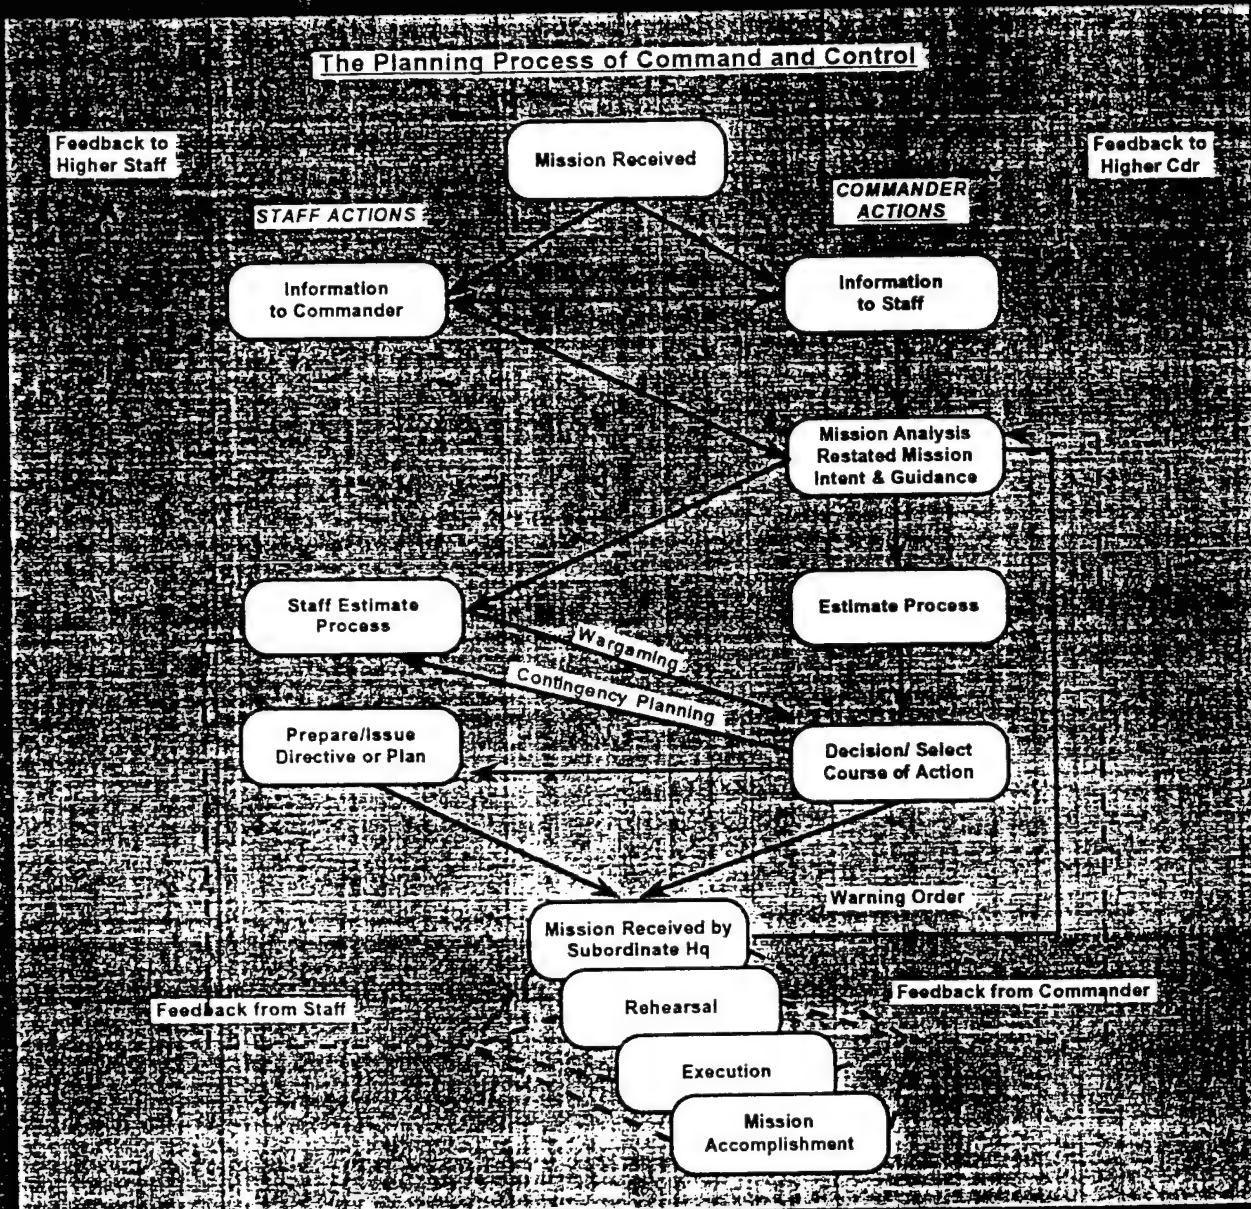 The Planning Process of Command and Control
Feedback to
Higher Staff
Mission Received
Feedback to
Higher Cdr
STAFF ACTIONS
COMMANDER
ACTIONS
Information
to Commander
Information
to Staff
Mission Analysis
Restated Mission
Intent & Guidance
Staff Estimate
Process
Estimate Process
Wargaming
Contingency Planning
Prepare/Issue
Directive or Plan
Decision/ Select
Course of Action
Warning Order
Mission Received by
Subordinate Hq
Feedback from Staff
Rehearsal
Feedback from Commander
Execution
Mission
Accomplishment